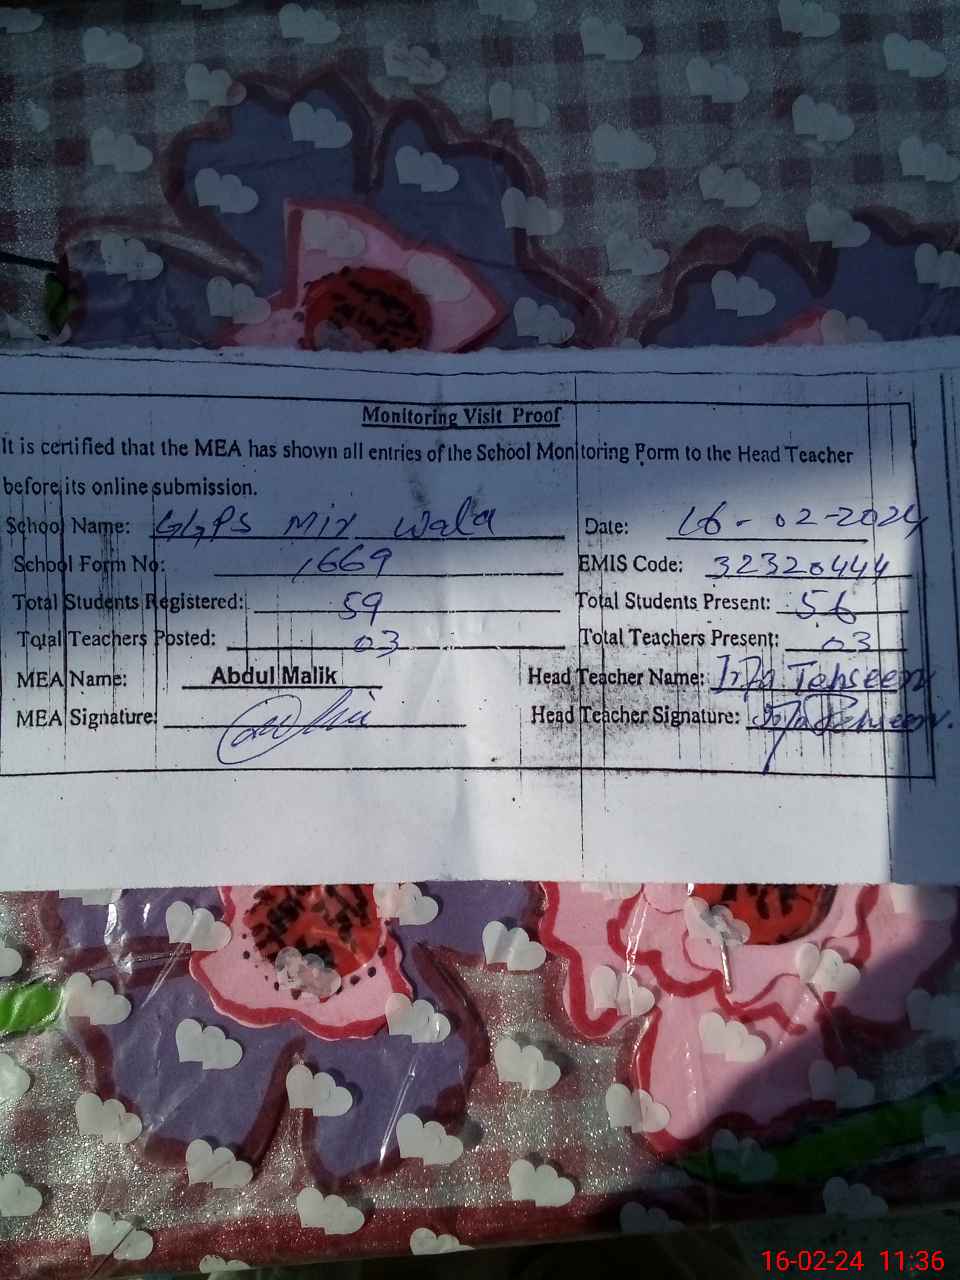 Monitoring Visit Proof
It is certified that the MEA has shown all entries of the School Monitoring Form to the Head Teacher
before its online submission.
School Name: GGPS Mir Wala Date: 16-02-2024
School Form No: 1669 EMIS Code: 32320444
Total Students Registered: 59 Total Students Present: 56
Total Teachers Posted: 03 Total Teachers Present: 03
MEA Name: Abdul Malik Head Teacher Name: Irfa Tehseen
MEA Signature: Head Teacher Signature: Irfa Tehseen.
16-02-24 11:36